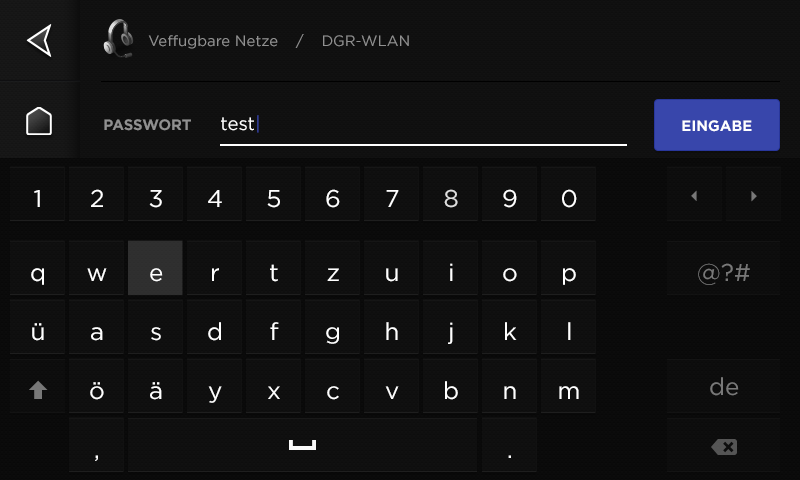 Veffugbare Netze / DGR-WLAN
PASSWORT test EINGABE
1 2 3 4 5 6 7 8 9 0
q w e r t z u i o p @?#
ü a s d f g h j k l
ö ä y x c v b n m de
, .